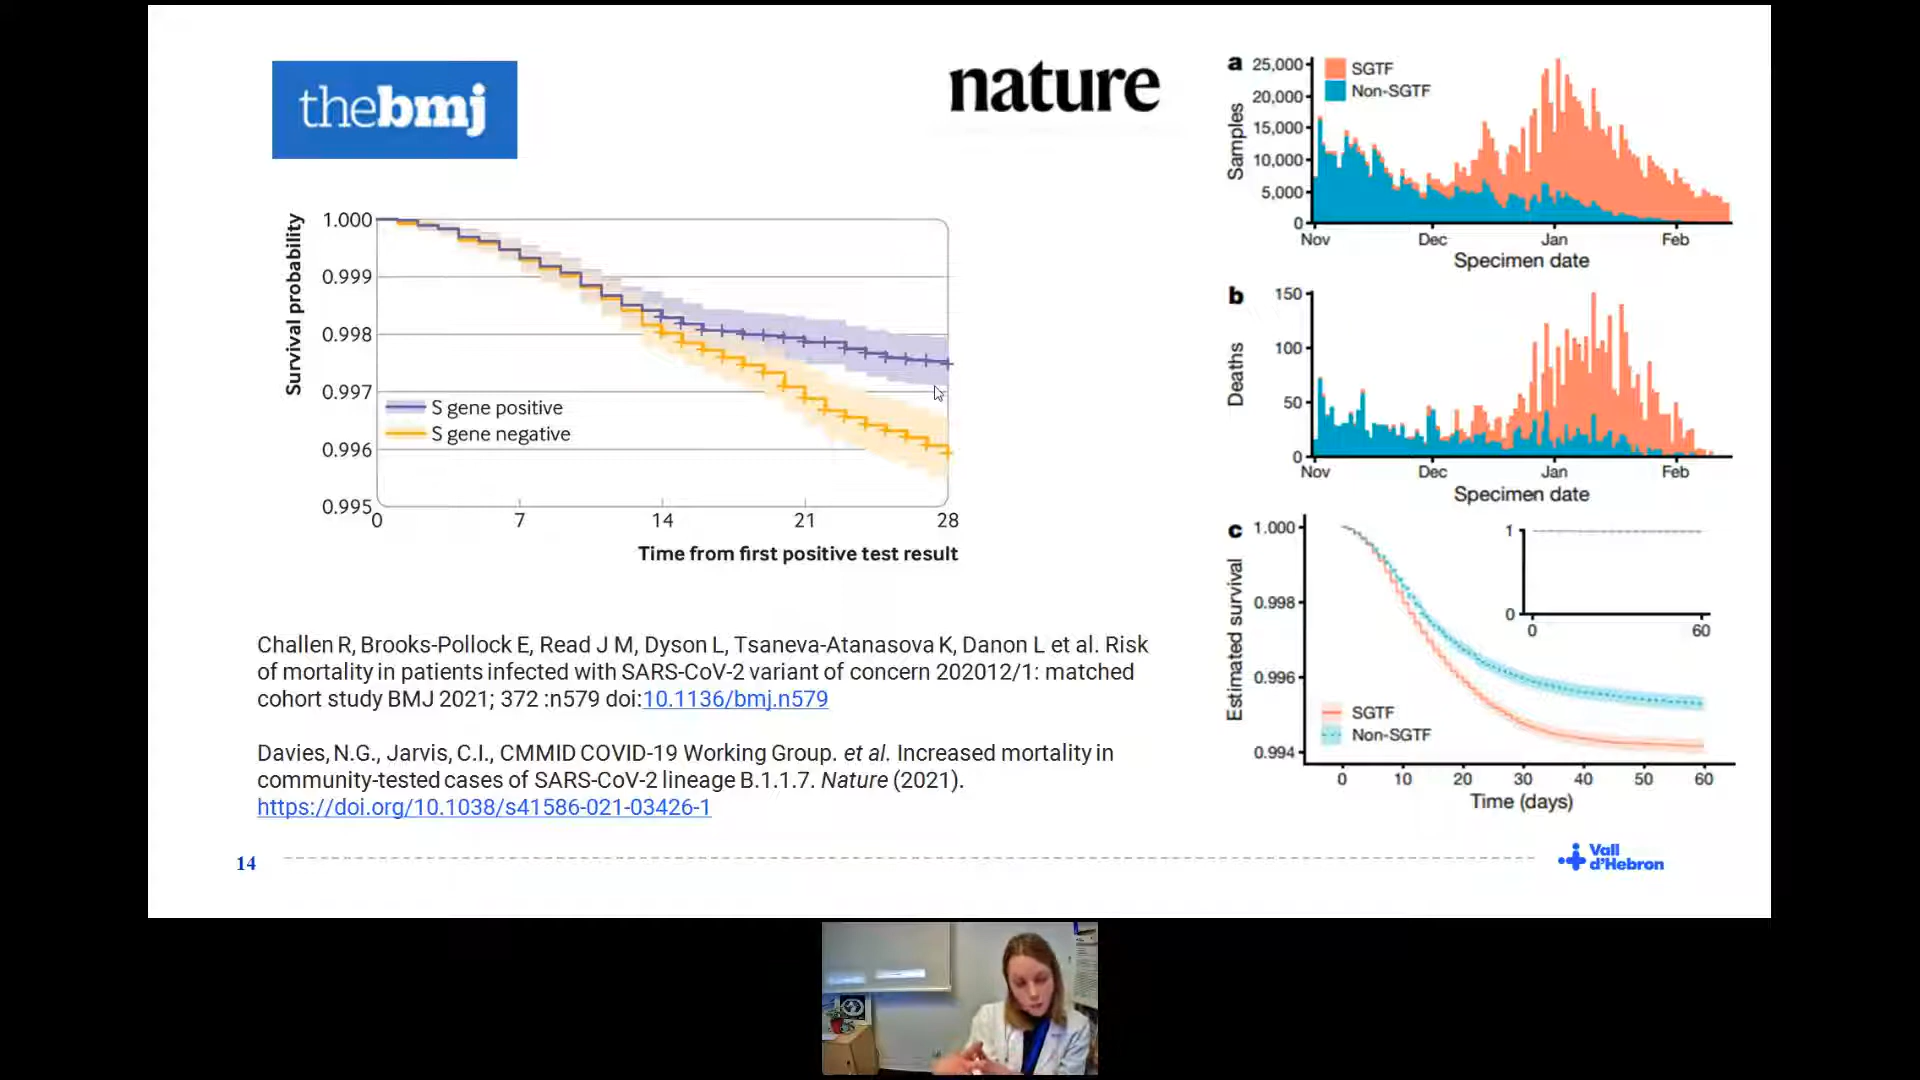 thebmj
nature
Survival probability
1.000
0.999
0.998
0.997
0.996
0.995
S gene positive
S gene negative
0 7 14 21 28
Time from first positive test result
a
Samples
25,000
20,000
15,000
10,000
5,000
0
SGTF
Non-SGTF
Nov Dec Jan Feb
Specimen date
b
Deaths
150
100
50
0
Nov Dec Jan Feb
Specimen date
c
Estimated survival
1.000
0.998
0.996
0.994
1
0
0 60
SGTF
Non-SGTF
0 10 20 30 40 50 60
Time (days)
Challen R, Brooks-Pollock E, Read J M, Dyson L, Tsaneva-Atanasova K, Danon L et al. Risk
of mortality in patients infected with SARS-CoV-2 variant of concern 202012/1: matched
cohort study BMJ 2021; 372 :n579 doi:10.1136/bmj.n579
Davies, N.G., Jarvis, C.I., CMMID COVID-19 Working Group. et al. Increased mortality in
community-tested cases of SARS-CoV-2 lineage B.1.1.7. Nature (2021).
https://doi.org/10.1038/s41586-021-03426-1
14
Vall
d'Hebron